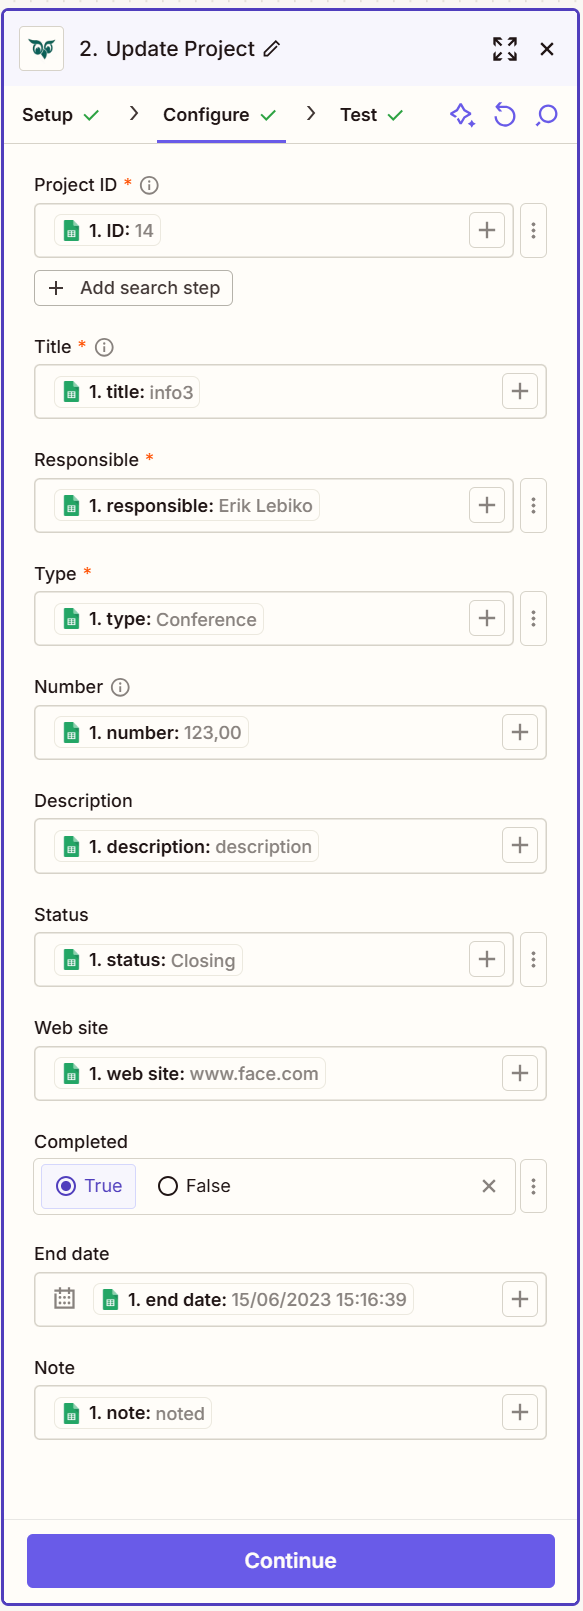 2. Update Project
Setup
Configure
Test
Project ID *
1. ID: 14
Add search step
Title *
1. title: info3
Responsible *
1. responsible: Erik Lebiko
Type *
1. type: Conference
Number
1. number: 123,00
Description
1. description: description
Status
1. status: Closing
Web site
1. web site: www.face.com
Completed
True False
End date
1. end date: 15/06/2023 15:16:39
Note
1. note: noted
Continue